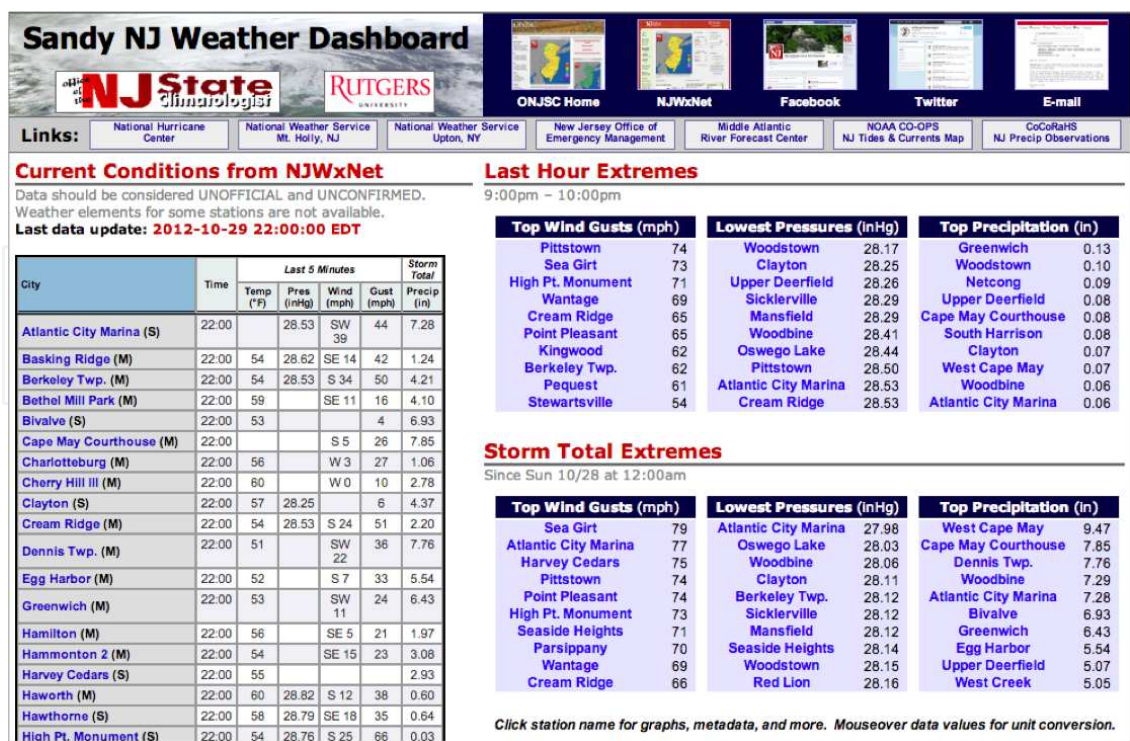 Sandy NJ Weather Dashboard
office of the NJ State Climatologist
RUTGERS
UNIVERSITY
ONJSC Home NJWxNet Facebook Twitter E-mail
Links:
National Hurricane Center
National Weather Service Mt. Holly, NJ
National Weather Service Upton, NY
New Jersey Office of Emergency Management
Middle Atlantic River Forecast Center
NOAA CO-OPS NJ Tides & Currents Map
CoCoRaHS NJ Precip Observations
Current Conditions from NJWxNet
Data should be considered UNOFFICIAL and UNCONFIRMED.
Weather elements for some stations are not available.
Last data update: 2012-10-29 22:00:00 EDT
City Time Last 5 Minutes Storm Total
Temp (°F) Pres (inHg) Wind (mph) Gust (mph) Precip (in)
Atlantic City Marina (S) 22:00 28.53 SW 39 44 7.28
Basking Ridge (M) 22:00 54 28.62 SE 14 42 1.24
Berkeley Twp. (M) 22:00 54 28.53 S 34 50 4.21
Bethel Mill Park (M) 22:00 59 SE 11 16 4.10
Bivalve (S) 22:00 53 4 6.93
Cape May Courthouse (M) 22:00 S 5 26 7.85
Charlotteburg (M) 22:00 56 W 3 27 1.06
Cherry Hill III (M) 22:00 60 W 0 10 2.78
Clayton (S) 22:00 57 28.25 6 4.37
Cream Ridge (M) 22:00 54 28.53 S 24 51 2.20
Dennis Twp. (M) 22:00 51 SW 22 36 7.76
Egg Harbor (M) 22:00 52 S 7 33 5.54
Greenwich (M) 22:00 53 SW 11 24 6.43
Hamilton (M) 22:00 56 SE 5 21 1.97
Hammonton 2 (M) 22:00 54 SE 15 23 3.08
Harvey Cedars (S) 22:00 55 2.93
Haworth (M) 22:00 60 28.82 S 12 38 0.60
Hawthorne (S) 22:00 58 28.79 SE 18 35 0.64
High Pt. Monument (S) 22:00 54 28.76 S 25 66 0.03
Last Hour Extremes
9:00pm – 10:00pm
Top Wind Gusts (mph) Lowest Pressures (inHg) Top Precipitation (in)
Pittstown 74 Woodstown 28.17 Greenwich 0.13
Sea Girt 73 Clayton 28.25 Woodstown 0.10
High Pt. Monument 71 Upper Deerfield 28.26 Netcong 0.09
Wantage 69 Sicklerville 28.29 Upper Deerfield 0.08
Cream Ridge 65 Mansfield 28.29 Cape May Courthouse 0.08
Point Pleasant 65 Woodbine 28.41 South Harrison 0.08
Kingwood 62 Oswego Lake 28.44 Clayton 0.07
Berkeley Twp. 62 Pittstown 28.50 West Cape May 0.07
Pequest 61 Atlantic City Marina 28.53 Woodbine 0.06
Stewartsville 54 Cream Ridge 28.53 Atlantic City Marina 0.06
Storm Total Extremes
Since Sun 10/28 at 12:00am
Top Wind Gusts (mph) Lowest Pressures (inHg) Top Precipitation (in)
Sea Girt 79 Atlantic City Marina 27.98 West Cape May 9.47
Atlantic City Marina 77 Oswego Lake 28.03 Cape May Courthouse 7.85
Harvey Cedars 75 Woodbine 28.06 Dennis Twp. 7.76
Pittstown 74 Clayton 28.11 Woodbine 7.29
Point Pleasant 74 Berkeley Twp. 28.12 Atlantic City Marina 7.28
High Pt. Monument 73 Sicklerville 28.12 Bivalve 6.93
Seaside Heights 71 Mansfield 28.12 Greenwich 6.43
Parsippany 70 Seaside Heights 28.14 Egg Harbor 5.54
Wantage 69 Woodstown 28.15 Upper Deerfield 5.07
Cream Ridge 66 Red Lion 28.16 West Creek 5.05
Click station name for graphs, metadata, and more. Mouseover data values for unit conversion.